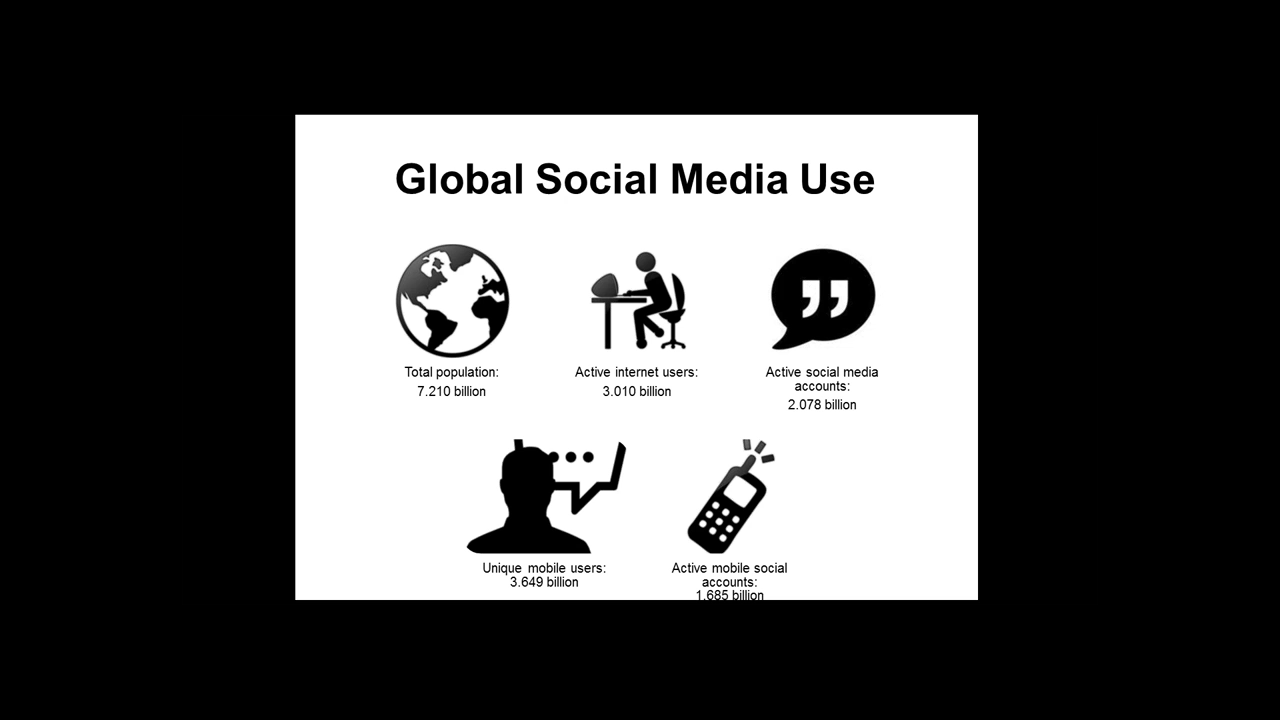 Global Social Media Use
Total population:
7.210 billion
Active internet users:
3.010 billion
Active social media
accounts:
2.078 billion
Unique mobile users:
3.649 billion
Active mobile social
accounts:
1.685 billion